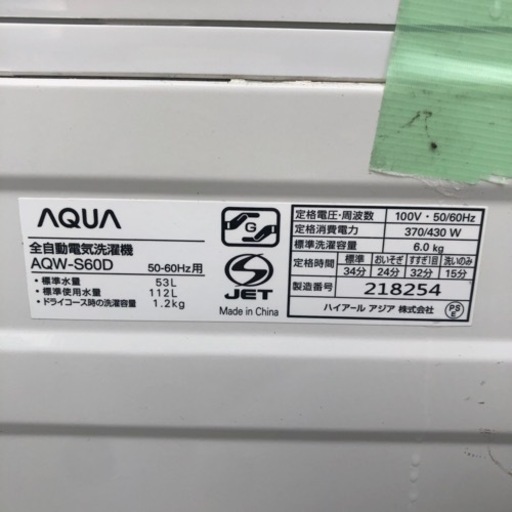 AQUA
全自動電気洗濯機
AQW-S60D 50-60Hz用
・標準水量 53L
・標準使用水量 112L
・ドライコース時の洗濯容量 1.2kg
G
S
JET
Made in China
定格電圧・周波数 100V・50/60Hz
定格消費電力 370/430 W
標準洗濯容量 6.0 kg
定格時間 標準 おいそぎ すすぎ1回 洗いのみ
34分 24分 32分 15分
製造番号 218254
ハイアール アジア 株式会社
PS
E